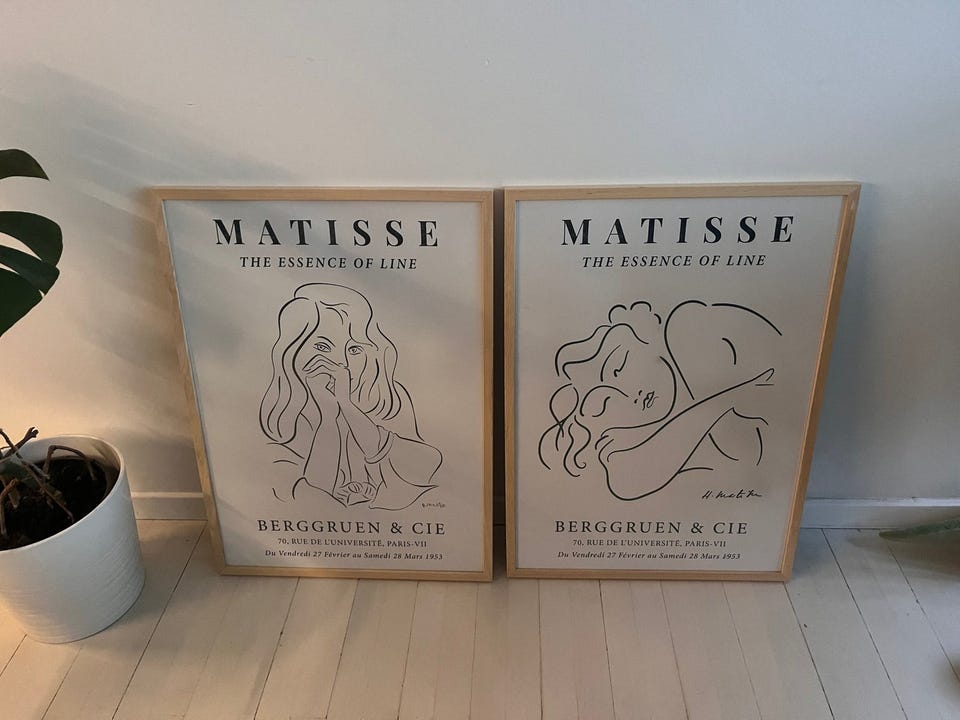 MATISSE
THE ESSENCE OF LINE
BERGGRUEN & CIE
70, RUE DE L'UNIVERSITÉ, PARIS-VII
Du Vendredi 27 Février au Samedi 28 Mars 1953
MATISSE
THE ESSENCE OF LINE
H. Matisse
BERGGRUEN & CIE
70, RUE DE L'UNIVERSITÉ, PARIS-VII
Du Vendredi 27 Février au Samedi 28 Mars 1953